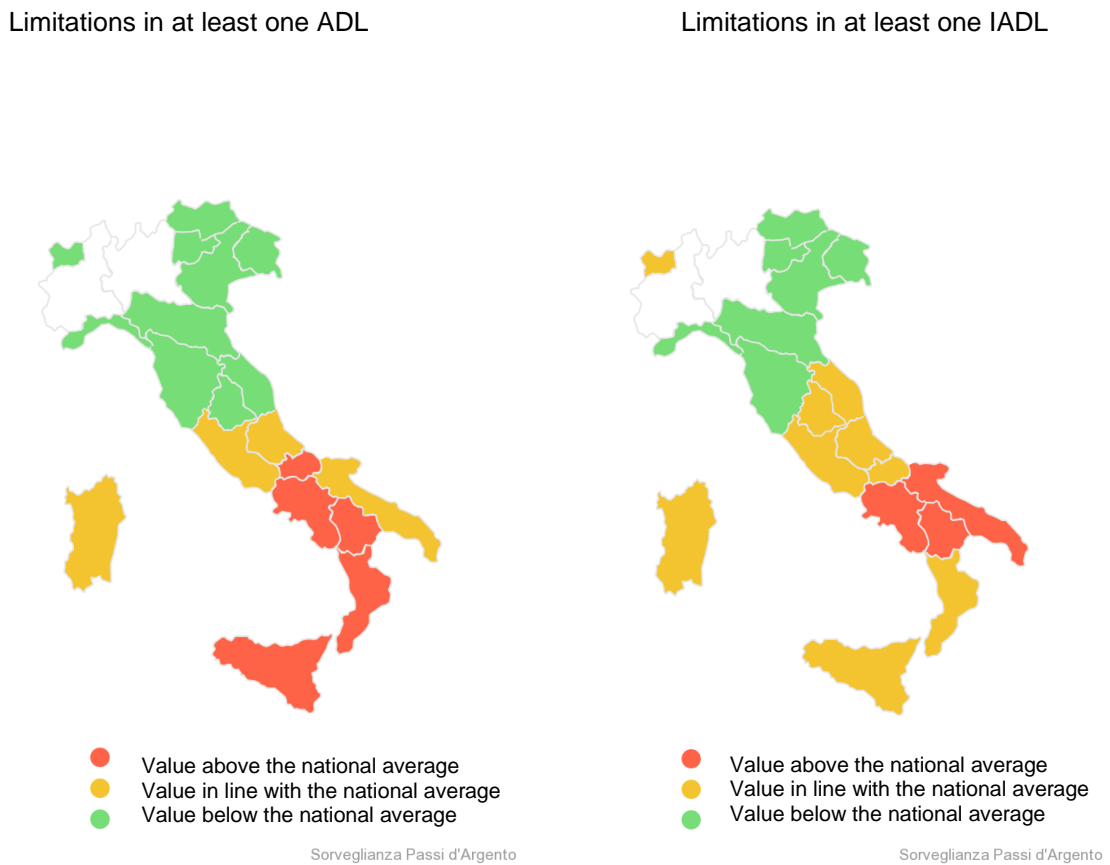 Limitations in at least one ADL
Limitations in at least one IADL
Value above the national average
Value in line with the national average
Value below the national average
Value above the national average
Value in line with the national average
Value below the national average
Sorveglianza Passi d'Argento
Sorveglianza Passi d'Argento